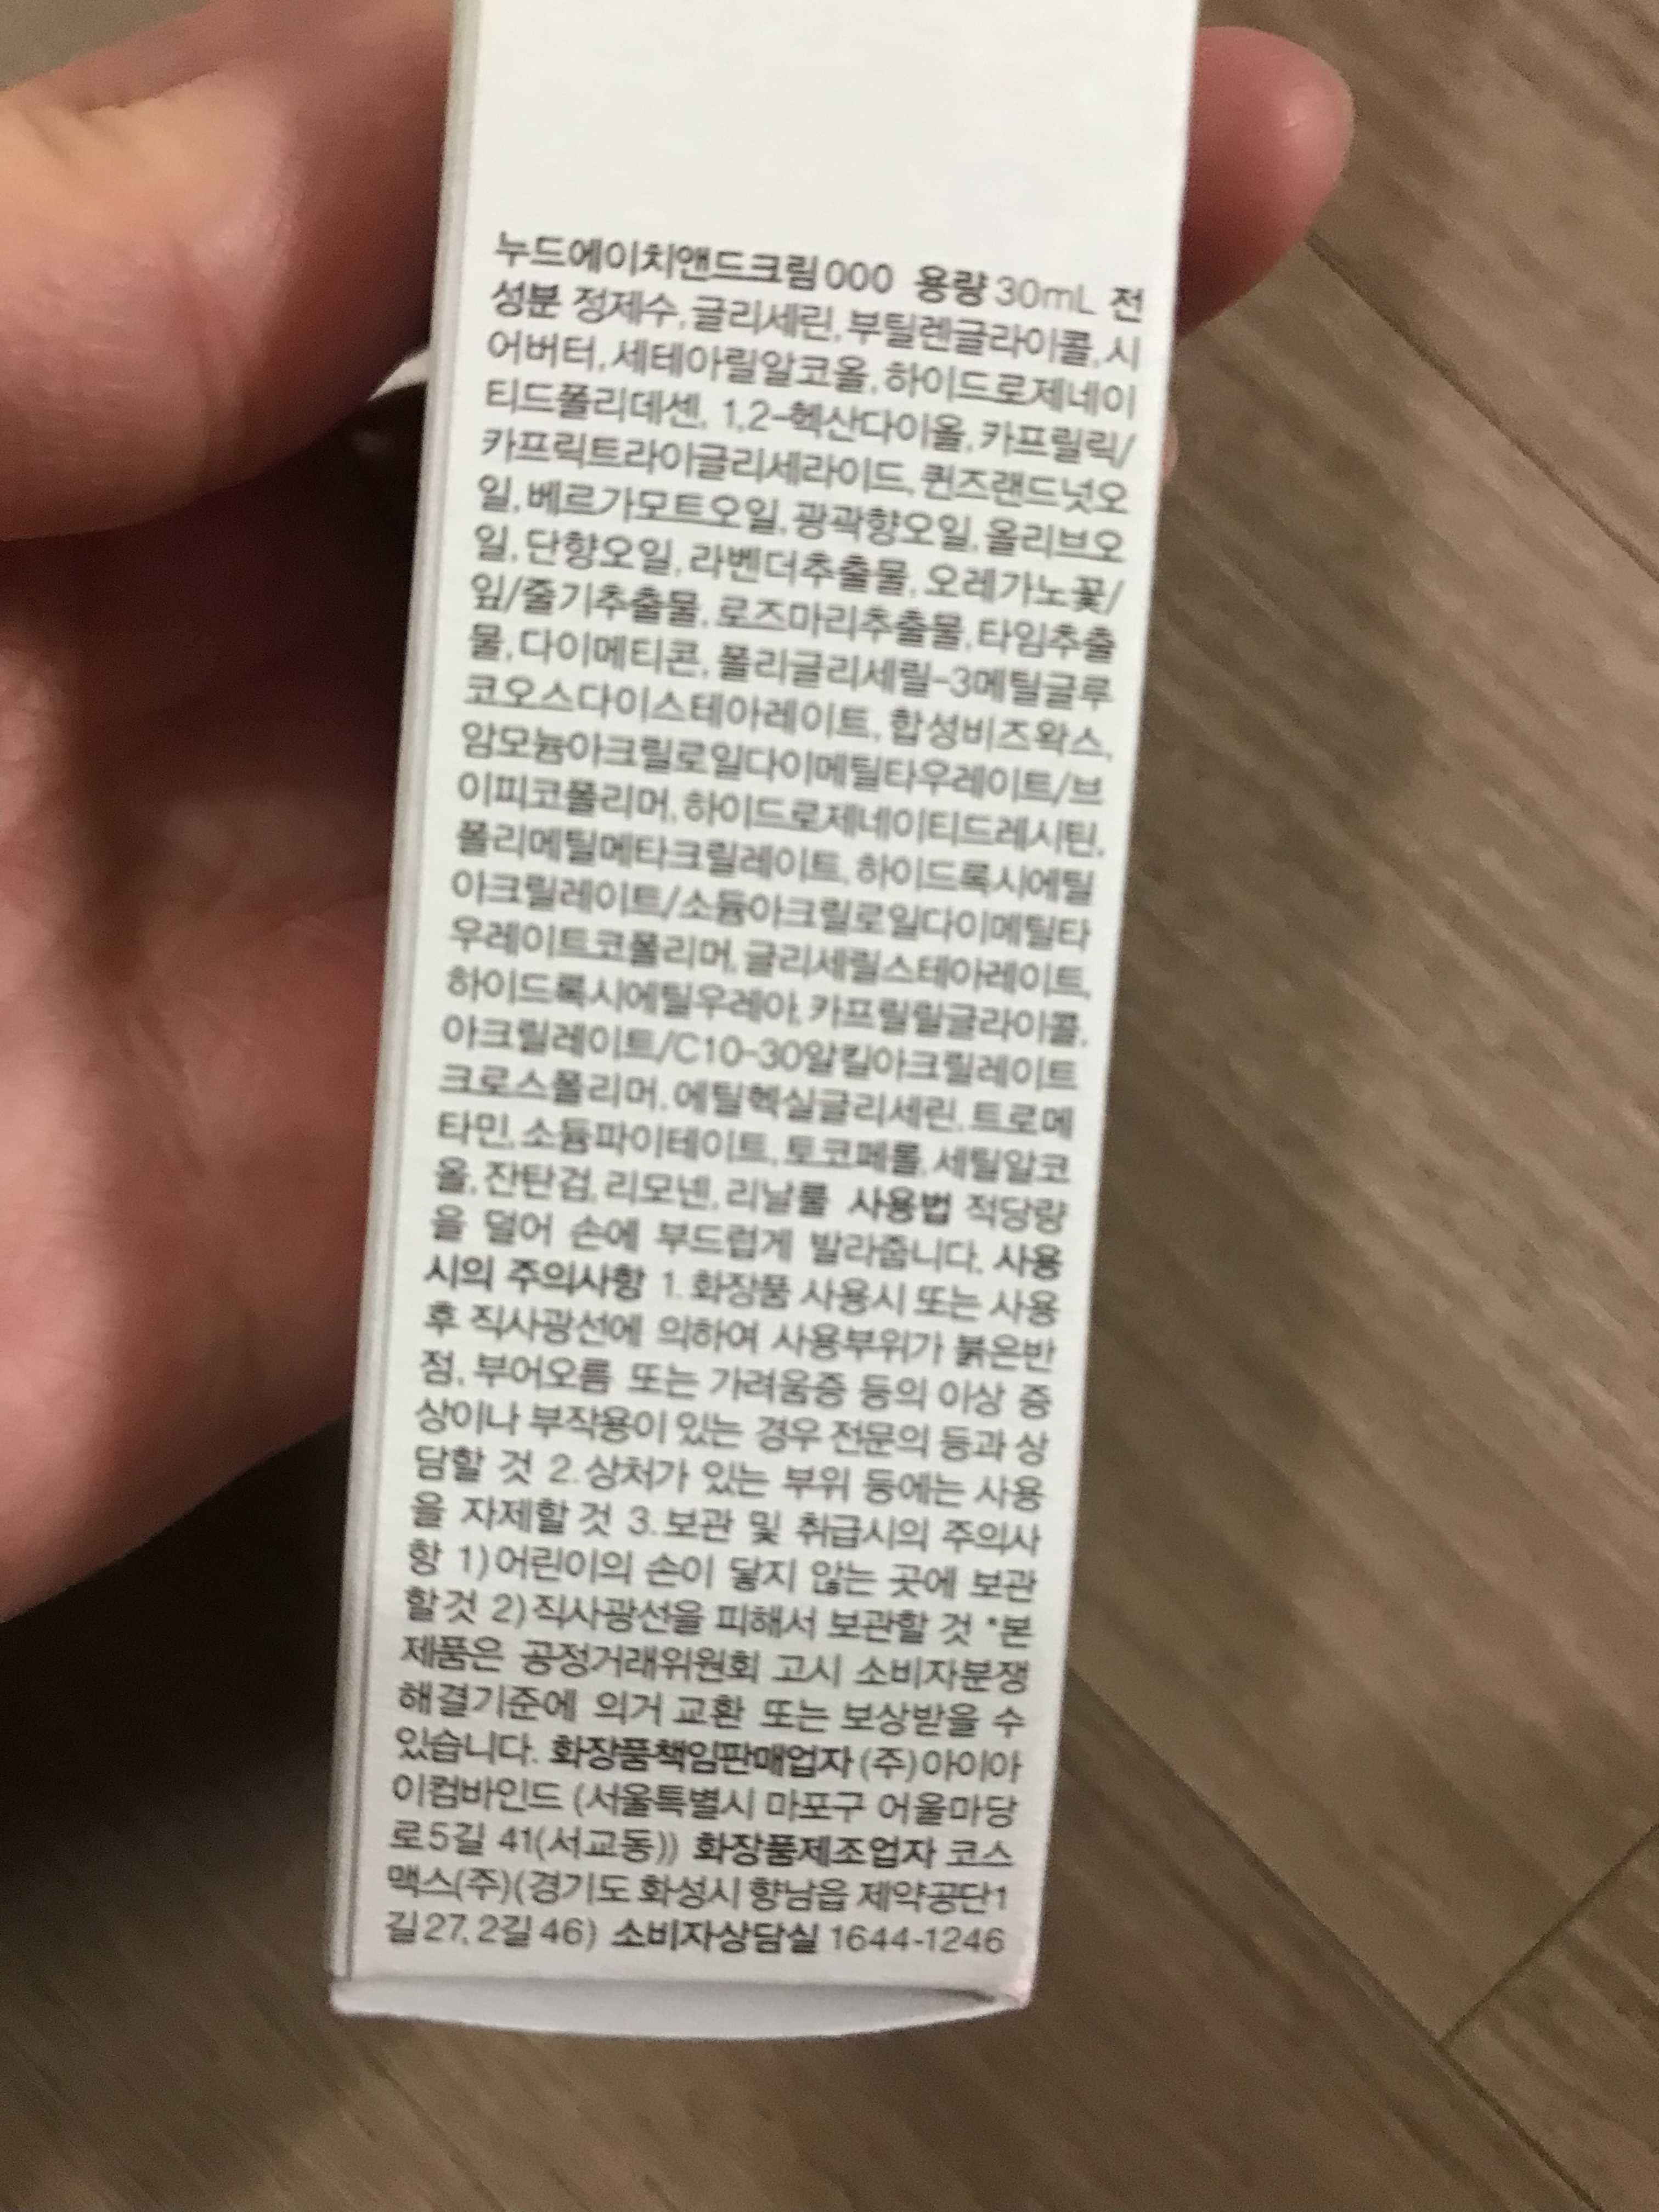 누드에이치앤드크림000 용량 30mL 전
성분 정제수, 글리세린, 부틸렌글라이콜, 시
어버터, 세테아릴알코올, 하이드로제네이
티드폴리데센, 1,2-헥산다이올, 카프릴릭/
카프릭트라이글리세라이드, 퀸즈랜드넛오
일, 베르가모트오일, 광곽향오일, 올리브오
일, 단향오일, 라벤더추출물, 오레가노꽃/
잎/줄기추출물, 로즈마리추출물, 타임추출
물, 다이메티콘, 폴리글리세릴-3메틸글루
코오스다이스테아레이트, 합성비즈왁스,
암모늄아크릴로일다이메틸타우레이트/브
이피코폴리머, 하이드로제네이티드레시틴,
폴리메틸메타크릴레이트, 하이드록시에틸
아크릴레이트/소듐아크릴로일다이메틸타
우레이트코폴리머, 글리세릴스테아레이트,
하이드록시에틸우레아, 카프릴릴글라이콜,
아크릴레이트/C10-30알킬아크릴레이트
크로스폴리머, 에틸헥실글리세린, 트로메
타민, 소듐파이테이트, 토코페롤, 세틸알코
올, 잔탄검, 리모넨, 리날룰 사용법 적당량
을 덜어 손에 부드럽게 발라줍니다. 사용
시의 주의사항 1. 화장품 사용시 또는 사용
후 직사광선에 의하여 사용부위가 붉은반
점, 부어오름 또는 가려움증 등의 이상 증
상이나 부작용이 있는 경우 전문의 등과 상
담할 것 2. 상처가 있는 부위 등에는 사용
을 자제할 것 3. 보관 및 취급시의 주의사
항 1) 어린이의 손이 닿지 않는 곳에 보관
할것 2) 직사광선을 피해서 보관할 것 *본
제품은 공정거래위원회 고시 소비자분쟁
해결기준에 의거 교환 또는 보상받을 수
있습니다. 화장품책임판매업자 (주)아이아
이컴바인드 (서울특별시 마포구 어울마당
로5길 41(서교동)) 화장품제조업자 코스
맥스(주)(경기도 화성시 향남읍 제약공단1
길 27, 2길 46) 소비자상담실 1644-1246